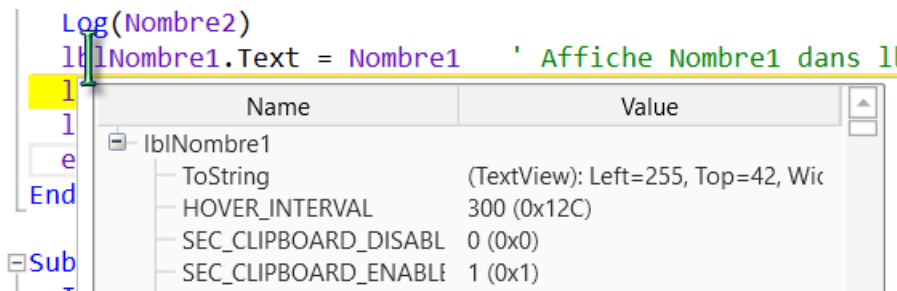 Log(Nombre2)
lblNombre1.Text = Nombre1 ' Affiche Nombre1 dans l
l
l
e
End
Sub
Name Value
lblNombre1
ToString (TextView): Left=255, Top=42, Wid
HOVER_INTERVAL 300 (0x12C)
SEC_CLIPBOARD_DISABL 0 (0x0)
SEC_CLIPBOARD_ENABLE 1 (0x1)